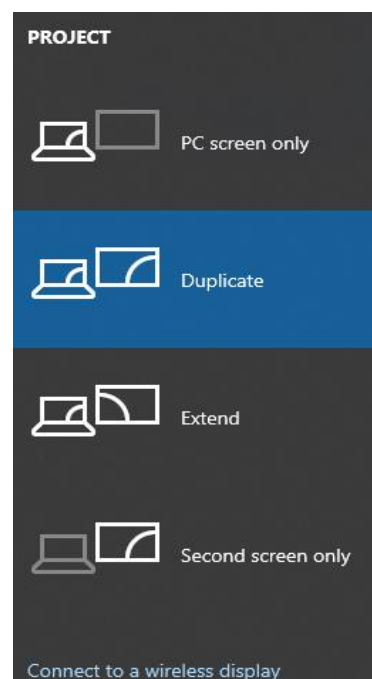 PROJECT
PC screen only
Duplicate
Extend
Second screen only
Connect to a wireless display